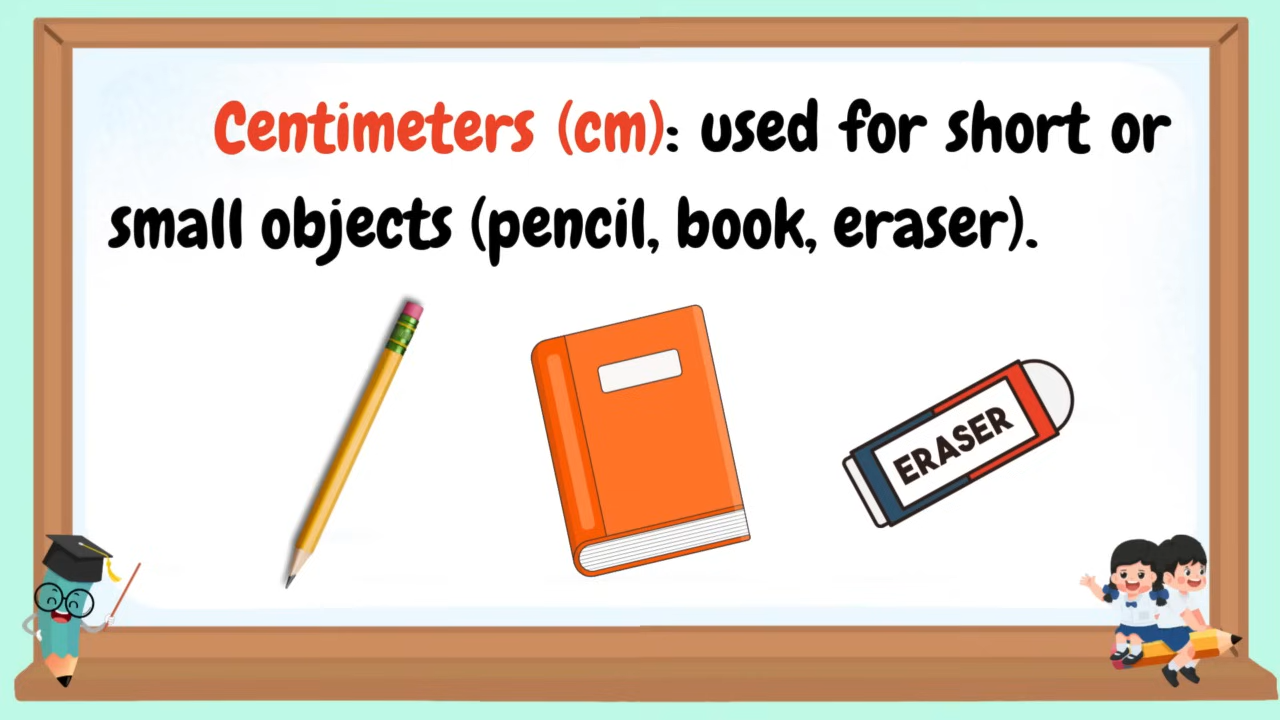 Centimeters (cm): used for short or
small objects (pencil, book, eraser).
ERASER